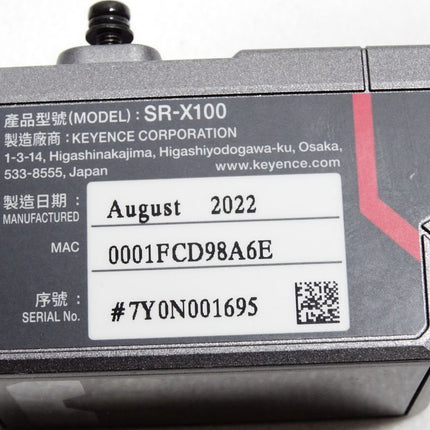 產品型號(MODEL) : SR-X100
製造廠商 : KEYENCE CORPORATION
1-3-14, Higashinakajima, Higashiyodogawa-ku, Osaka,
533-8555, Japan www.keyence.com
製造日期 :
MANUFACTURED
August 2022
MAC
0001FCD98A6E
序號 :
SERIAL No.
#7Y0N001695